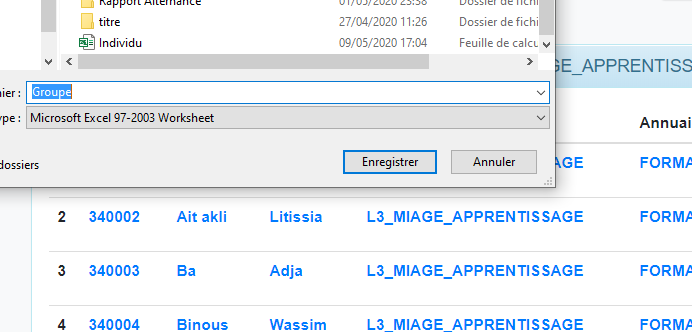 Rapport Alternance 01/05/2020 23:38 Dossier de fichi
titre 27/04/2020 11:26 Dossier de fichi
Individu 09/05/2020 17:04 Feuille de calcu
hier : Groupe
ype : Microsoft Excel 97-2003 Worksheet
dossiers Enregistrer Annuler
GE_APPRENTISS
Annuai
AGE FORMA
2 340002 Ait akli Litissia L3_MIAGE_APPRENTISSAGE FORMA
3 340003 Ba Adja L3_MIAGE_APPRENTISSAGE FORMA
4 340004 Binous Wassim L3_MIAGE_APPRENTISSAGE FORMA